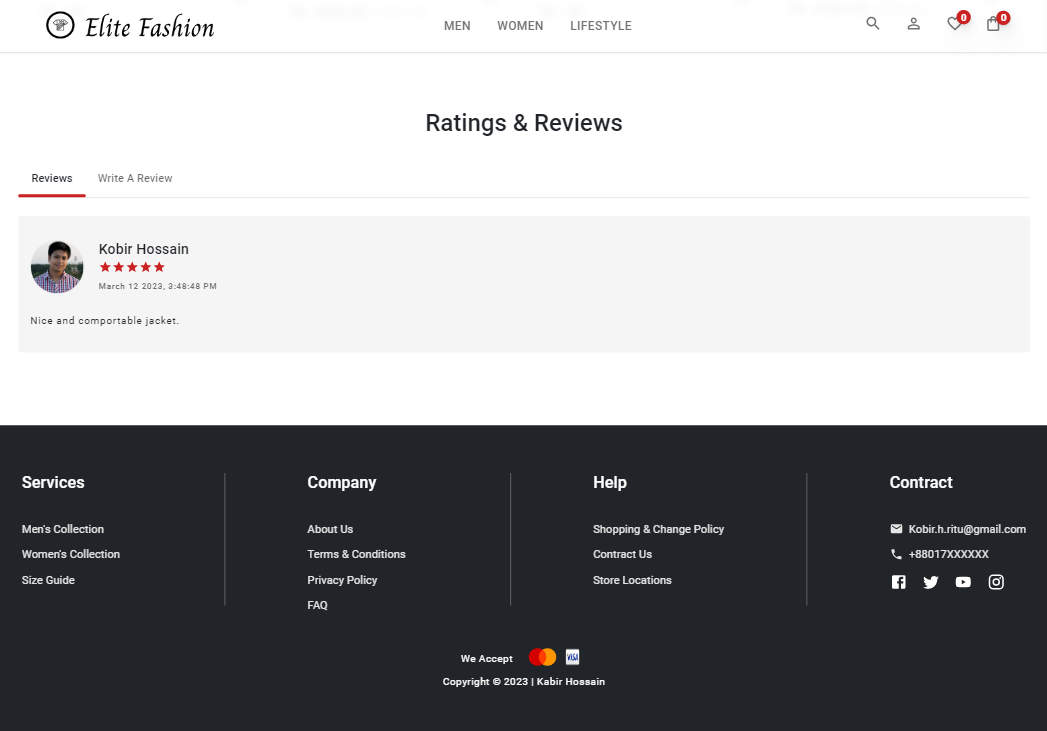 Elite Fashion
MEN WOMEN LIFESTYLE
0 0
Ratings & Reviews
Reviews Write A Review
Kobir Hossain
March 12 2023, 3:48:48 PM
Nice and comportable jacket.
Services
Men's Collection
Women's Collection
Size Guide
Company
About Us
Terms & Conditions
Privacy Policy
FAQ
Help
Shopping & Change Policy
Contract Us
Store Locations
Contract
Kobir.h.ritu@gmail.com
+88017XXXXXX
We Accept VISA
Copyright © 2023 | Kabir Hossain